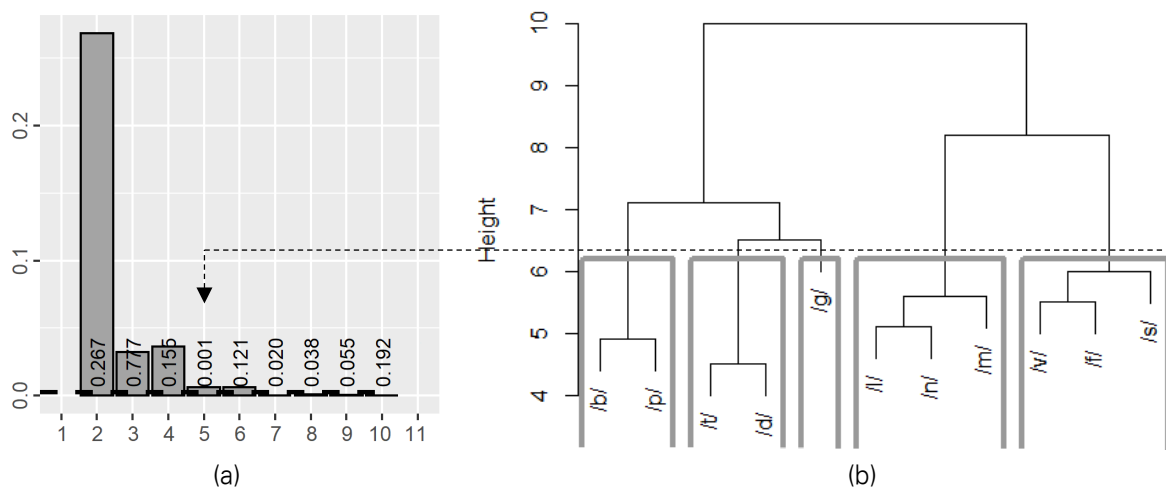 0.2
0.1
0.0
0.267
0.777
0.155
0.001
0.121
0.020
0.038
0.055
0.192
1 2 3 4 5 6 7 8 9 10 11
(a)
Height
10
9
8
7
6
5
4
/b/
/p/
/t/
/d/
/g/
/l/
/n/
/m/
/v/
/f/
/s/
(b)